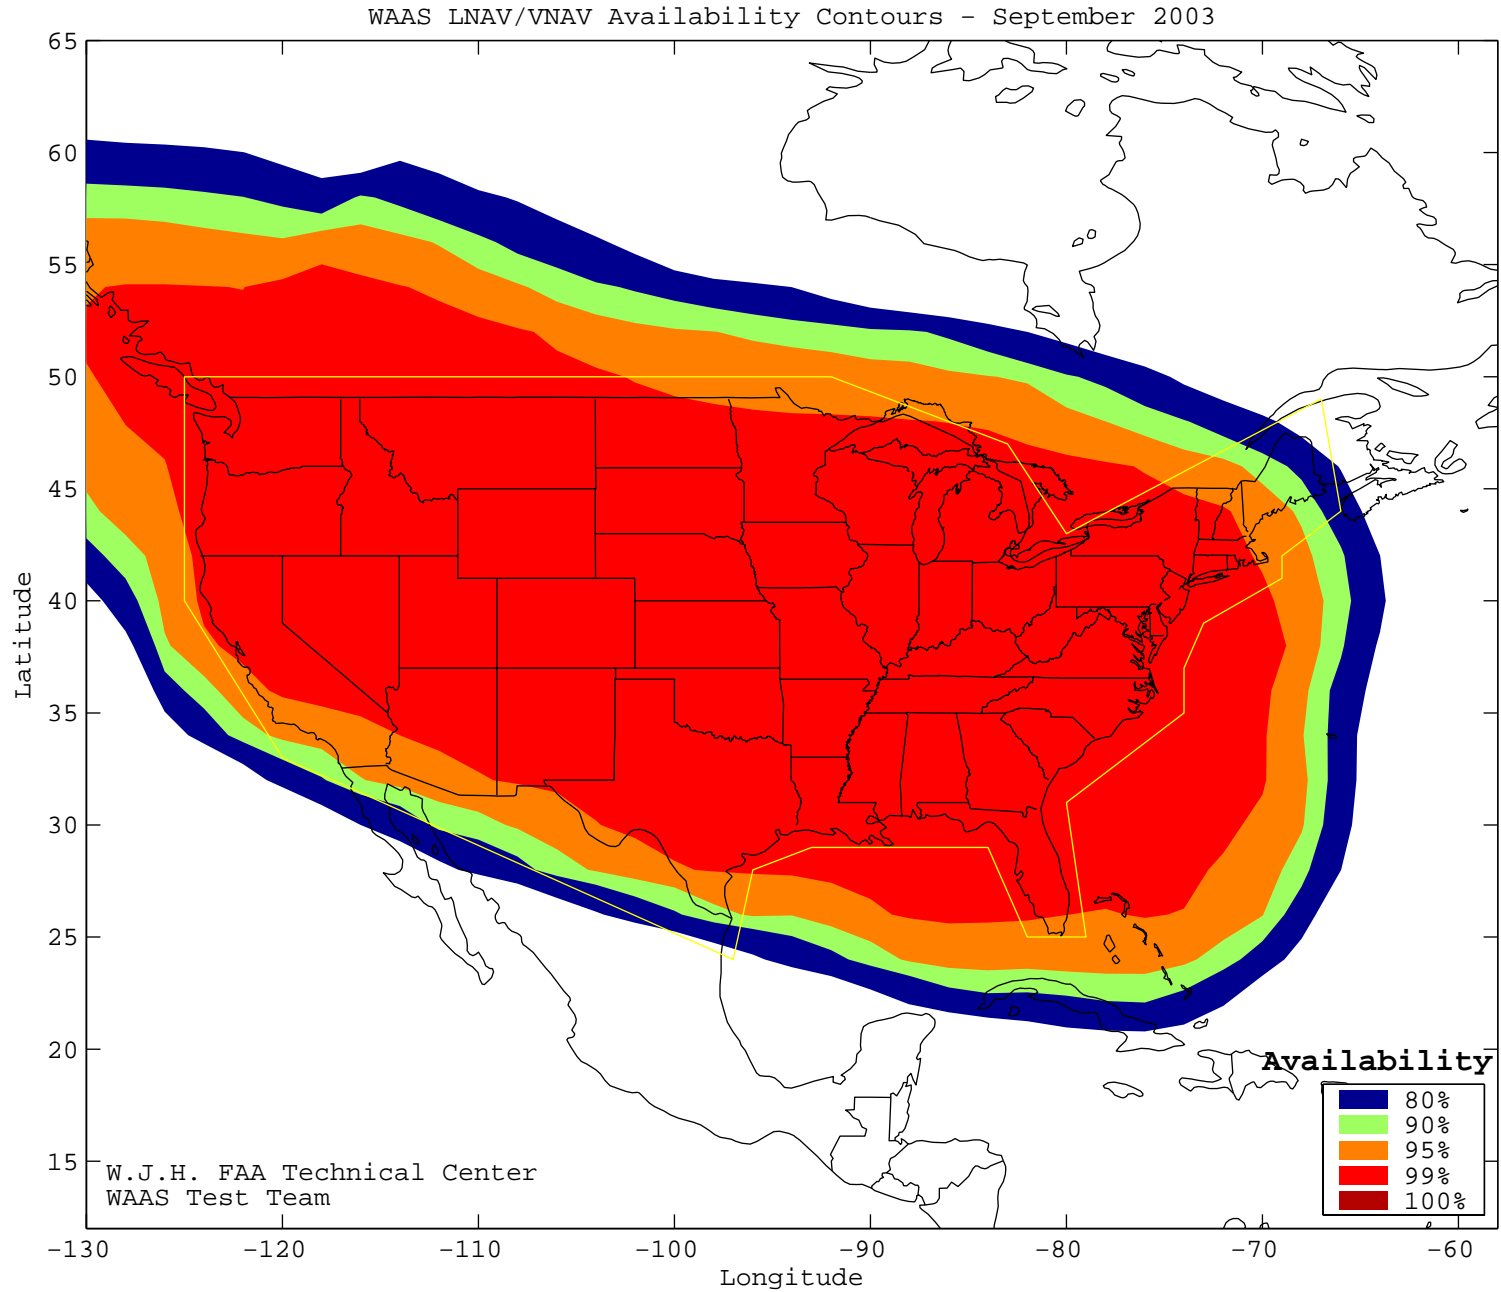 WAAS LNAV/VNAV Availability Contours - September 2003
65
60
55
50
45
40
35
30
25
20
15
Latitude
-130 -120 -110 -100 -90 -80 -70 -60
Longitude
W.J.H. FAA Technical Center
WAAS Test Team
Availability
80%
90%
95%
99%
100%